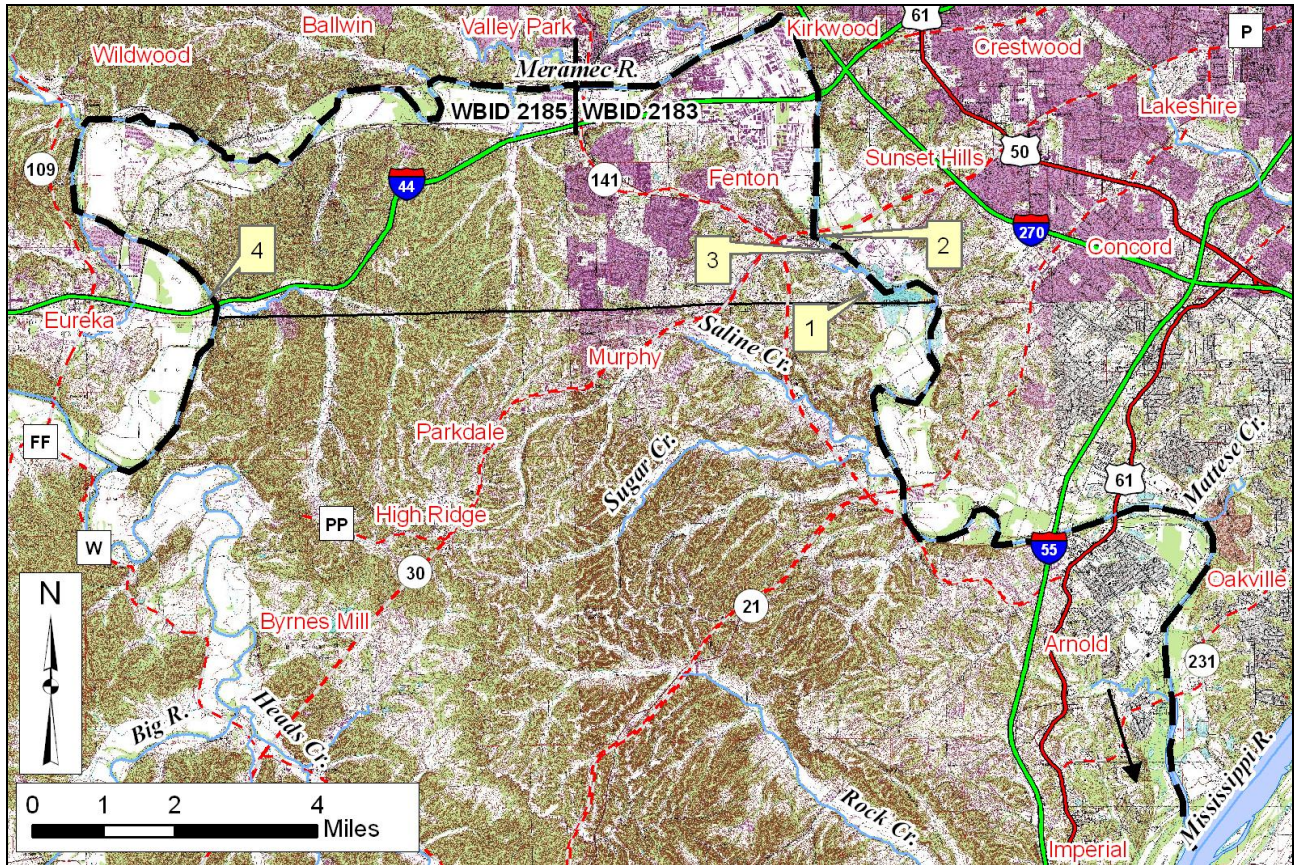 Ballwin
Valley Park
Kirkwood
61
Crestwood
P
Wildwood
Meramec R.
WBID 2185
WBID 2183
Lakeshire
50
109
44
141
Fenton
Sunset Hills
270
Concord
4
3
2
1
Eureka
Murphy
Saline Cr.
Parkdale
Sugar Cr.
FF
W
PP
High Ridge
30
61
Mattese Cr.
55
Oakville
21
N
Byrnes Mill
Arnold
231
Big R.
Heads Cr.
Rock Cr.
Mississippi R.
Imperial
0 1 2 4
Miles